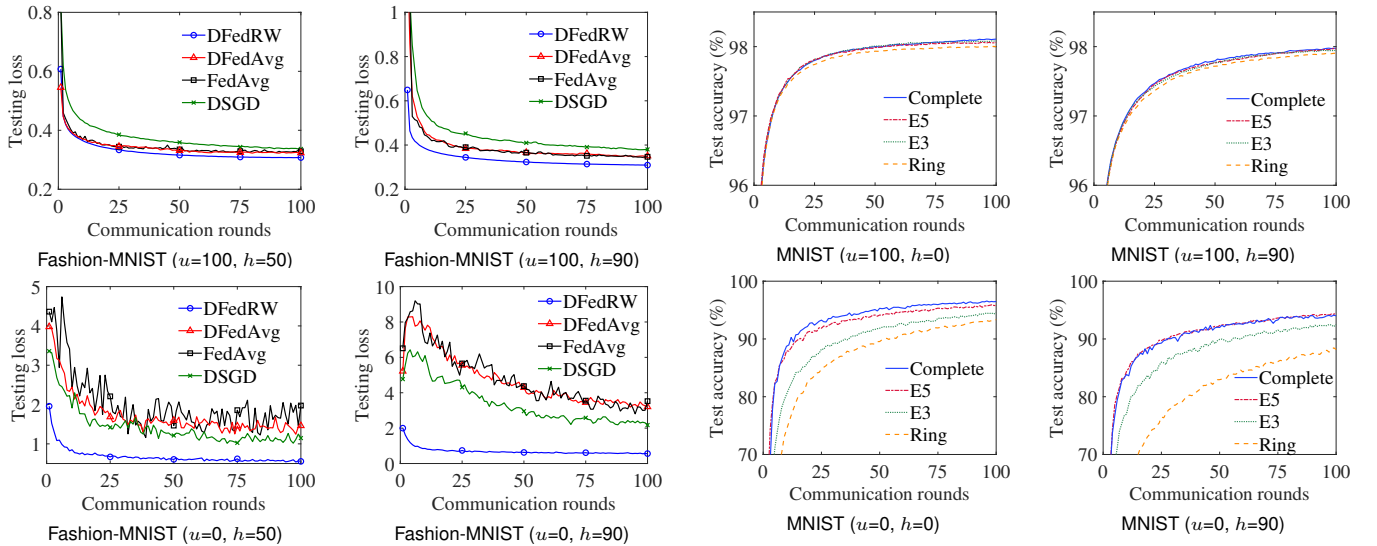 Testing loss
0.8
0.6
0.4
0.2
DFedRW
DFedAvg
FedAvg
DSGD
0
25
50
75
100
Communication rounds
Fashion-MNIST (u=100, h=50)
Testing loss
1
0.8
0.6
0.4
0.2
0
DFedRW
DFedAvg
FedAvg
DSGD
0
25
50
75
100
Communication rounds
Fashion-MNIST (u=100, h=90)
Test accuracy (%)
98
97
96
Complete
E5
E3
Ring
0
25
50
75
100
Communication rounds
MNIST (u=100, h=0)
Test accuracy (%)
98
97
96
Complete
E5
E3
Ring
0
25
50
75
100
Communication rounds
MNIST (u=100, h=90)
Testing loss
5
4
3
2
1
DFedRW
DFedAvg
FedAvg
DSGD
0
25
50
75
100
Communication rounds
Fashion-MNIST (u=0, h=50)
Testing loss
10
8
6
4
2
0
DFedRW
DFedAvg
FedAvg
DSGD
0
25
50
75
100
Communication rounds
Fashion-MNIST (u=0, h=90)
Test accuracy (%)
100
90
80
70
Complete
E5
E3
Ring
0
25
50
75
100
Communication rounds
MNIST (u=0, h=0)
Test accuracy (%)
100
90
80
70
Complete
E5
E3
Ring
0
25
50
75
100
Communication rounds
MNIST (u=0, h=90)